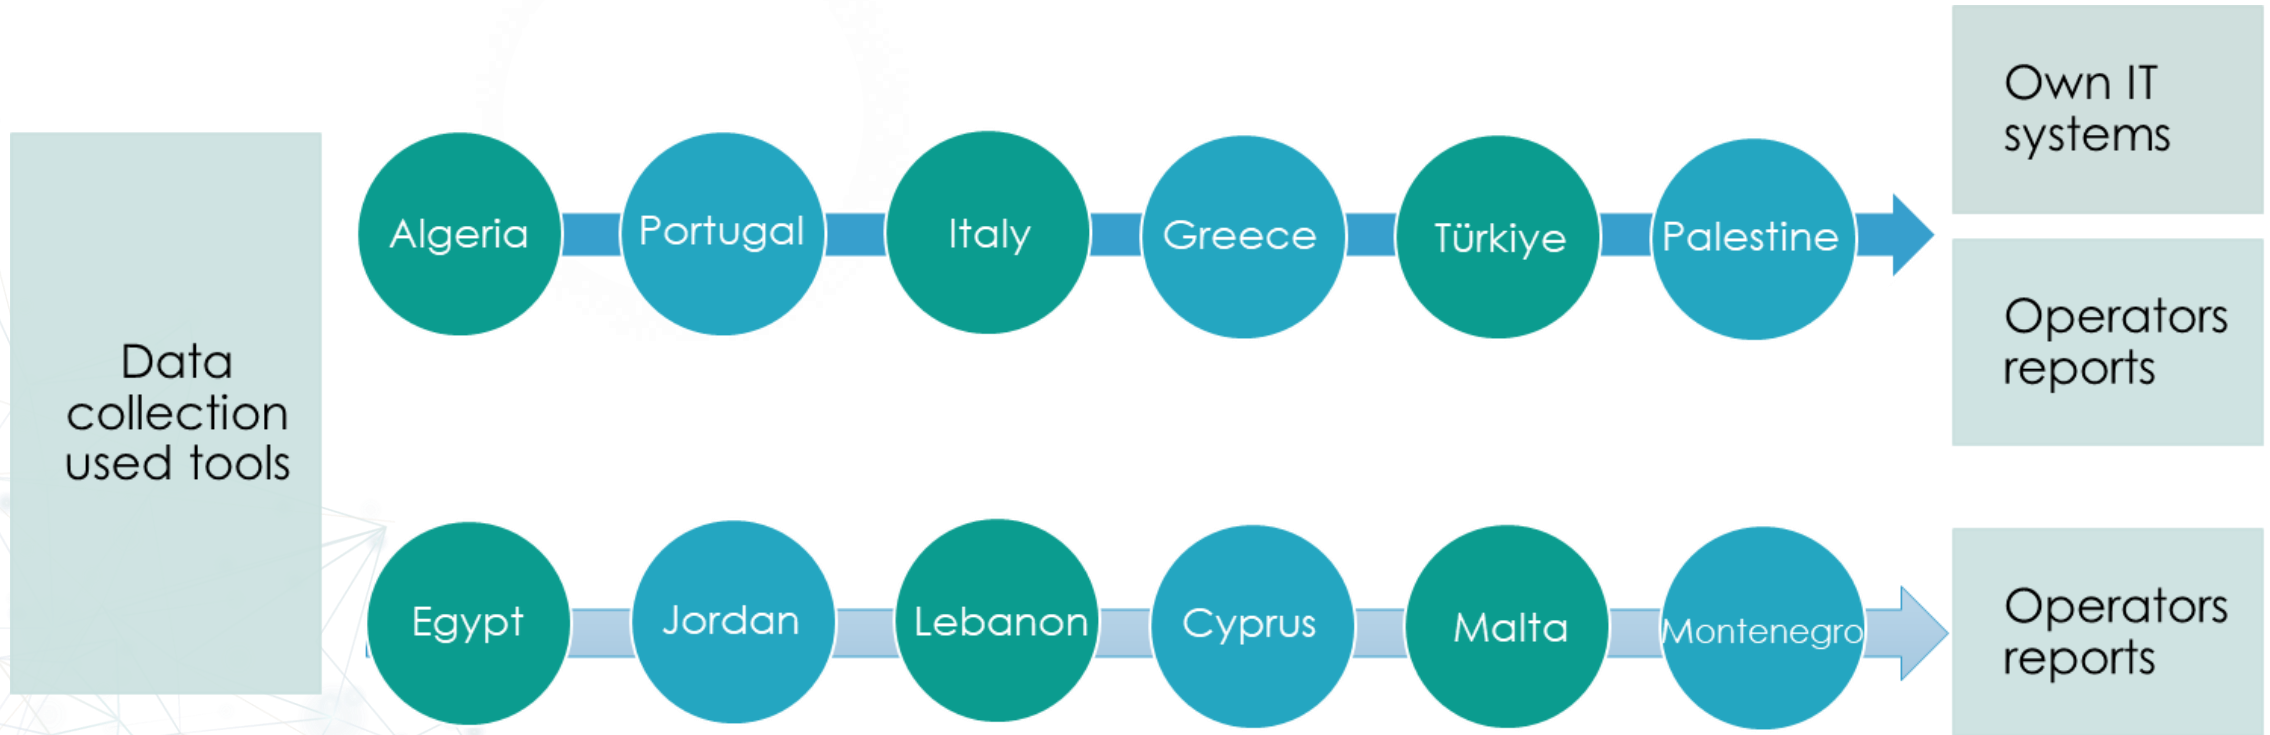 Data
collection
used tools
Algeria
Portugal
Italy
Greece
Türkiye
Palestine
Own IT
systems
Operators
reports
Egypt
Jordan
Lebanon
Cyprus
Malta
Montenegro
Operators
reports